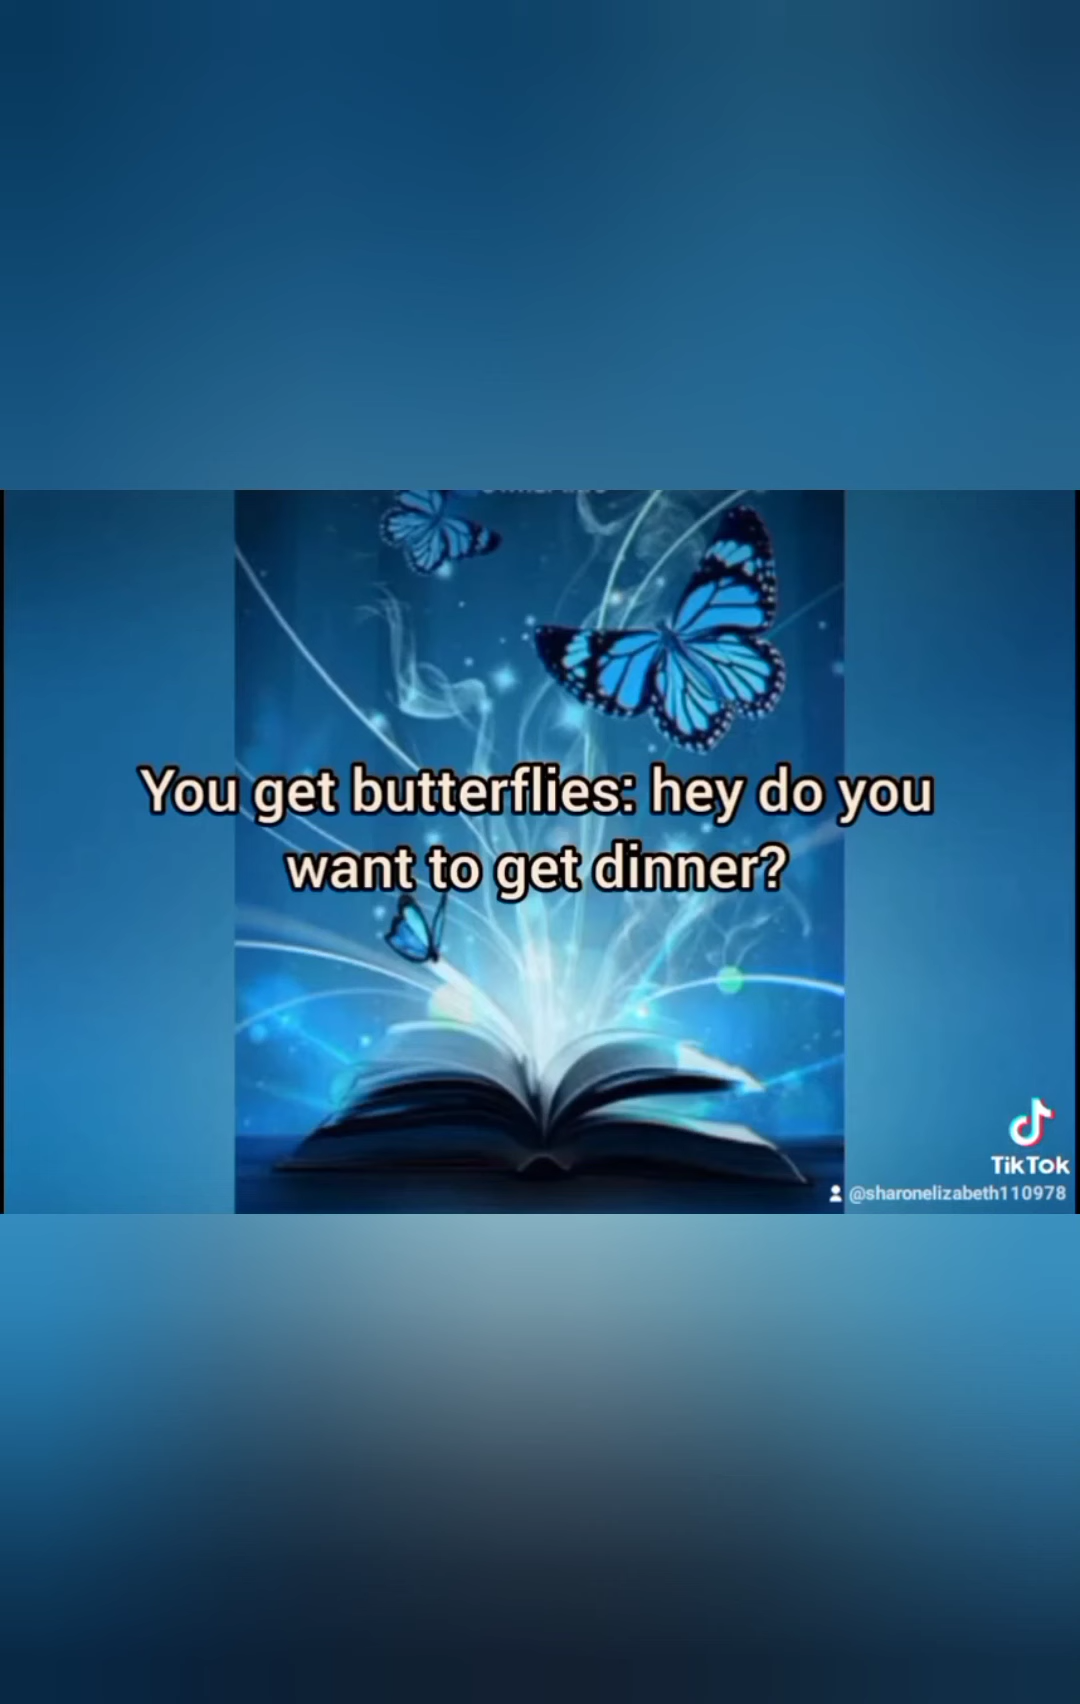 You get butterflies: hey do you
want to get dinner?
TikTok
@sharonelizabeth110978